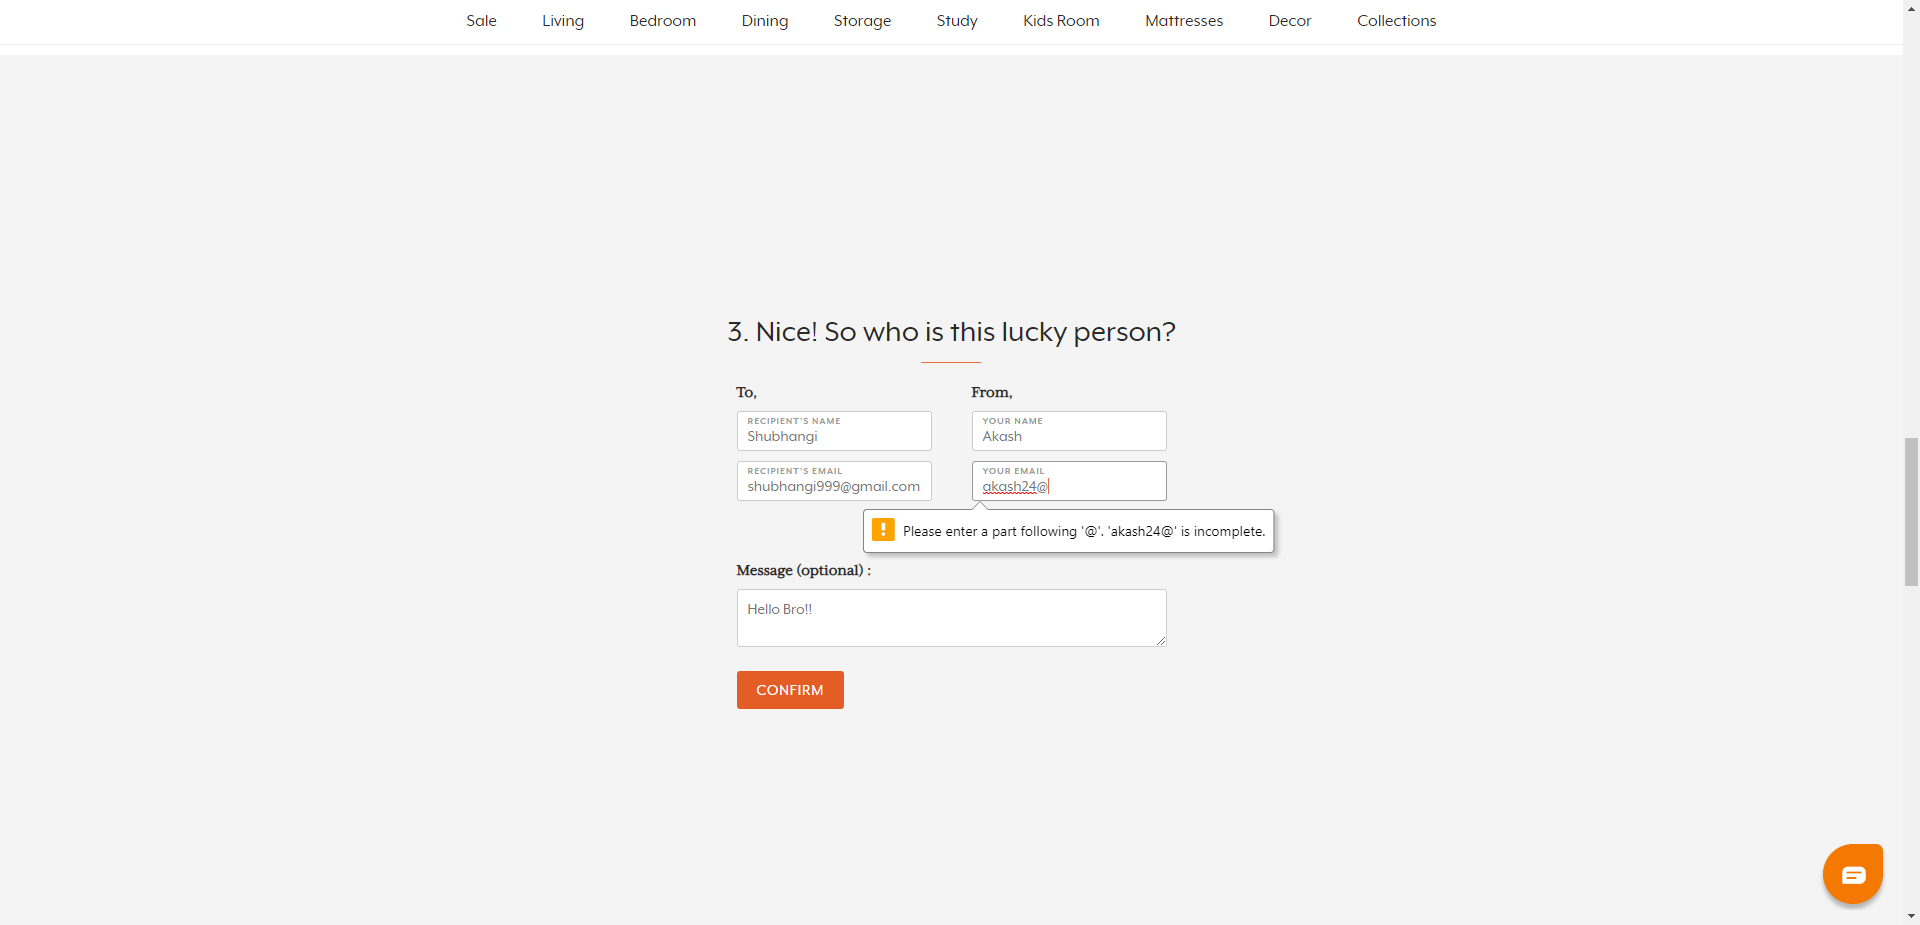 Sale Living Bedroom Dining Storage Study Kids Room Mattresses Decor Collections
3. Nice! So who is this lucky person?
To,
From,
RECIPIENT'S NAME
Shubhangi
YOUR NAME
Akash
RECIPIENT'S EMAIL
shubhangi999@gmail.com
YOUR EMAIL
akash24@
Please enter a part following '@'. 'akash24@' is incomplete.
Message (optional) :
Hello Bro!!
CONFIRM